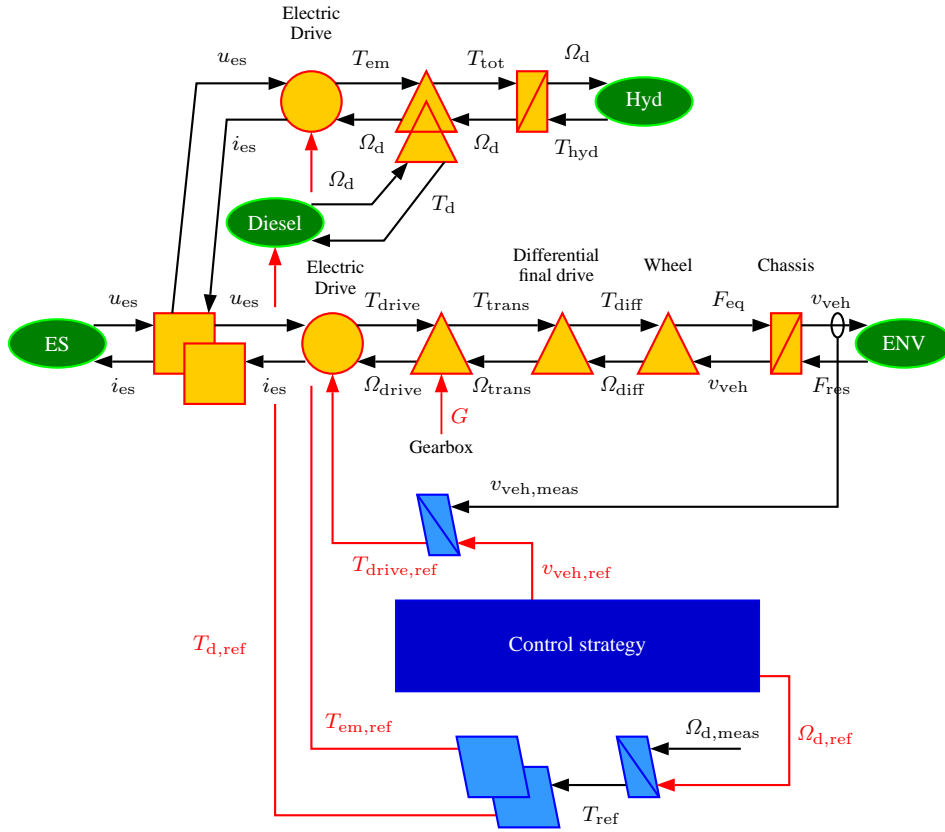 Electric
Drive
u_es
T_em
T_tot
Ω_d
Hyd
i_es
Ω_d
Ω_d
T_hyd
Ω_d
T_d
Diesel
Electric
Drive
Differential
final drive
Wheel
Chassis
u_es
u_es
T_drive
T_trans
T_diff
F_eq
v_veh
ES
ENV
i_es
i_es
Ω_drive
Ω_trans
Ω_diff
v_veh
F_res
G
Gearbox
v_veh,meas
T_drive,ref
v_veh,ref
Control strategy
T_d,ref
T_em,ref
Ω_d,meas
Ω_d,ref
T_ref